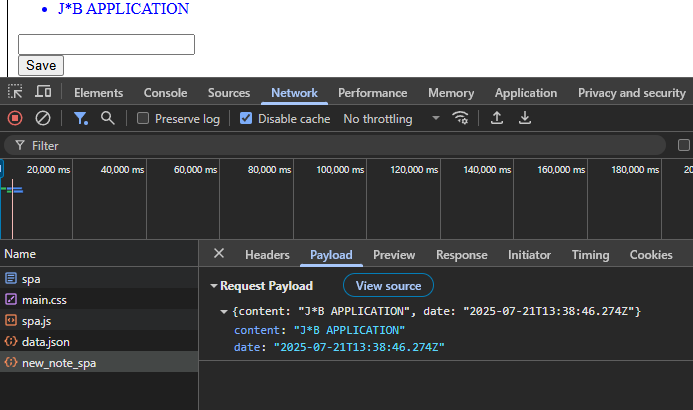 J*B APPLICATION
Save
Elements Console Sources Network Performance Memory Application Privacy and security
Preserve log Disable cache No throttling
Filter
20,000 ms 40,000 ms 60,000 ms 80,000 ms 100,000 ms 120,000 ms 140,000 ms 160,000 ms 180,000 ms 20
Name
Headers Payload Preview Response Initiator Timing Cookies
spa
Request Payload View source
main.css
{content: "J*B APPLICATION", date: "2025-07-21T13:38:46.274Z"}
spa.js
content: "J*B APPLICATION"
data.json
date: "2025-07-21T13:38:46.274Z"
new_note_spa